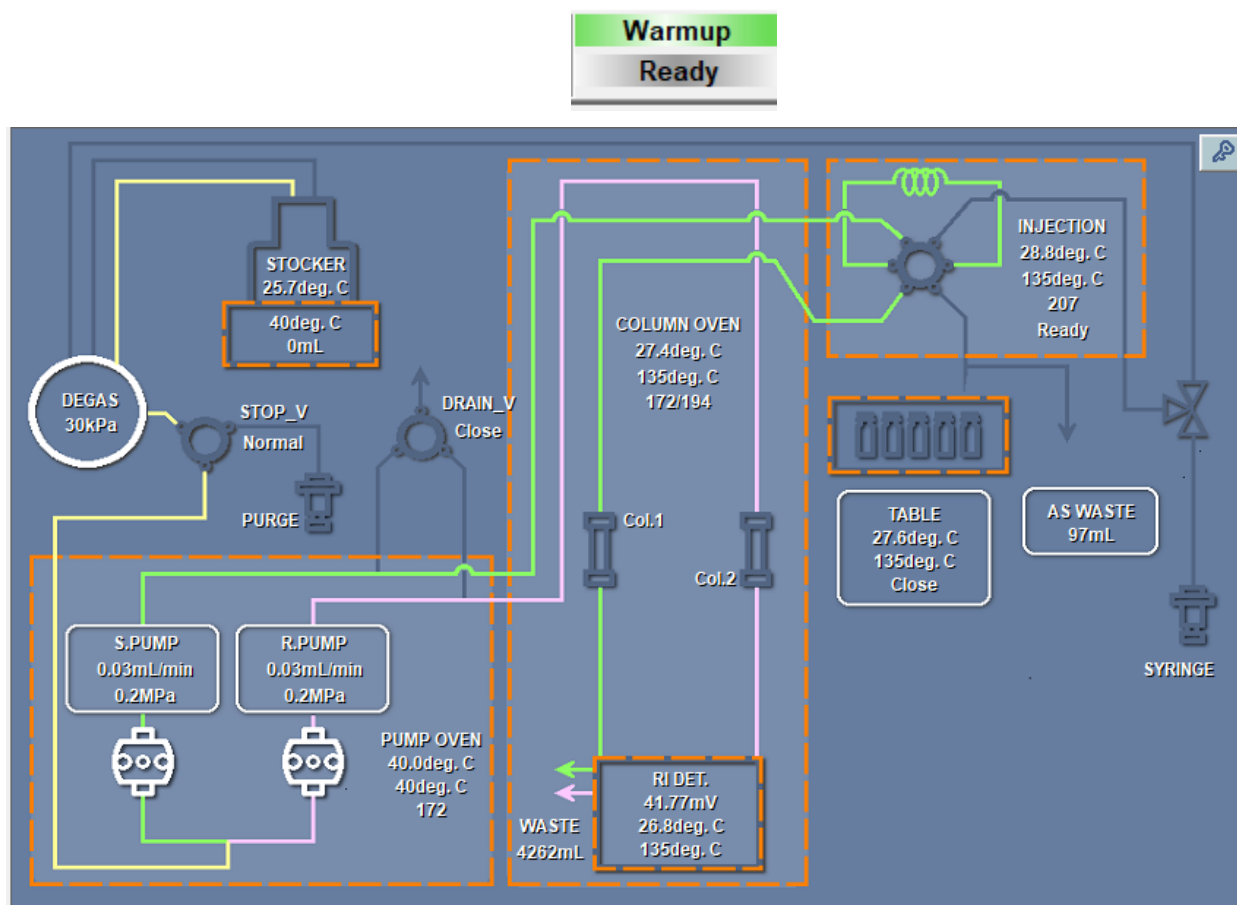 Warmup
Ready
STOCKER
25.7deg. C
40deg. C
0mL
DEGAS
30kPa
STOP_V
Normal
PURGE
DRAIN_V
Close
S.PUMP
0.03mL/min
0.2MPa
R.PUMP
0.03mL/min
0.2MPa
PUMP OVEN
40.0deg. C
40deg. C
172
COLUMN OVEN
27.4deg. C
135deg. C
172/194
Col.1
Col.2
WASTE
4262mL
RI DET.
41.77mV
26.8deg. C
135deg. C
INJECTION
28.8deg. C
135deg. C
207
Ready
TABLE
27.6deg. C
135deg. C
Close
AS WASTE
97mL
SYRINGE